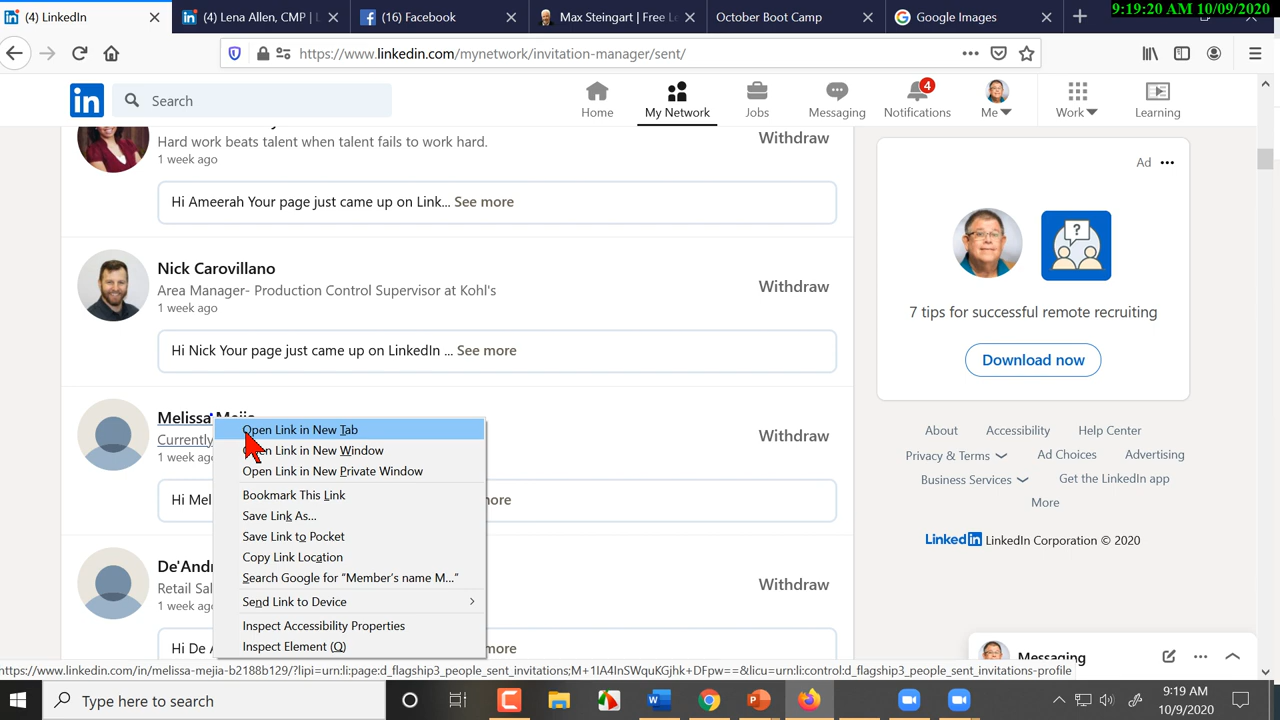 9:19:20 AM 10/09/2020
(4) LinkedIn
(4) Lena Allen, CMP | L
(16) Facebook
Max Steingart | Free L
October Boot Camp
Google Images
https://www.linkedin.com/mynetwork/invitation-manager/sent/
in
Search
Home
My Network
Jobs
Messaging
4
Notifications
Me
Work
Learning
Hard work beats talent when talent fails to work hard.
1 week ago
Withdraw
Hi Ameerah Your page just came up on Link... See more
Nick Carovillano
Area Manager- Production Control Supervisor at Kohl's
1 week ago
Withdraw
Hi Nick Your page just came up on LinkedIn ... See more
Melissa Mejia
Currently
1 week ago
Withdraw
Hi Mel
ore
De'Andr
Retail Sal
1 week ago
Withdraw
Hi De A
ore
Open Link in New Tab
Open Link in New Window
Open Link in New Private Window
Bookmark This Link
Save Link As...
Save Link to Pocket
Copy Link Location
Search Google for “Member’s name M...”
Send Link to Device
Inspect Accessibility Properties
Inspect Element (Q)
Ad
?
7 tips for successful remote recruiting
Download now
About
Accessibility
Help Center
Privacy & Terms
Ad Choices
Advertising
Business Services
Get the LinkedIn app
More
LinkedIn LinkedIn Corporation © 2020
Messaging
https://www.linkedin.com/in/melissa-mejia-b2188b129/?lipi=urn:li:page:d_flagship3_people_sent_invitations;M+1IA4InSWquKGjhk+DFpw==&licu=urn:li:control:d_flagship3_people_sent_invitations-profile
Type here to search
9:19 AM
10/9/2020